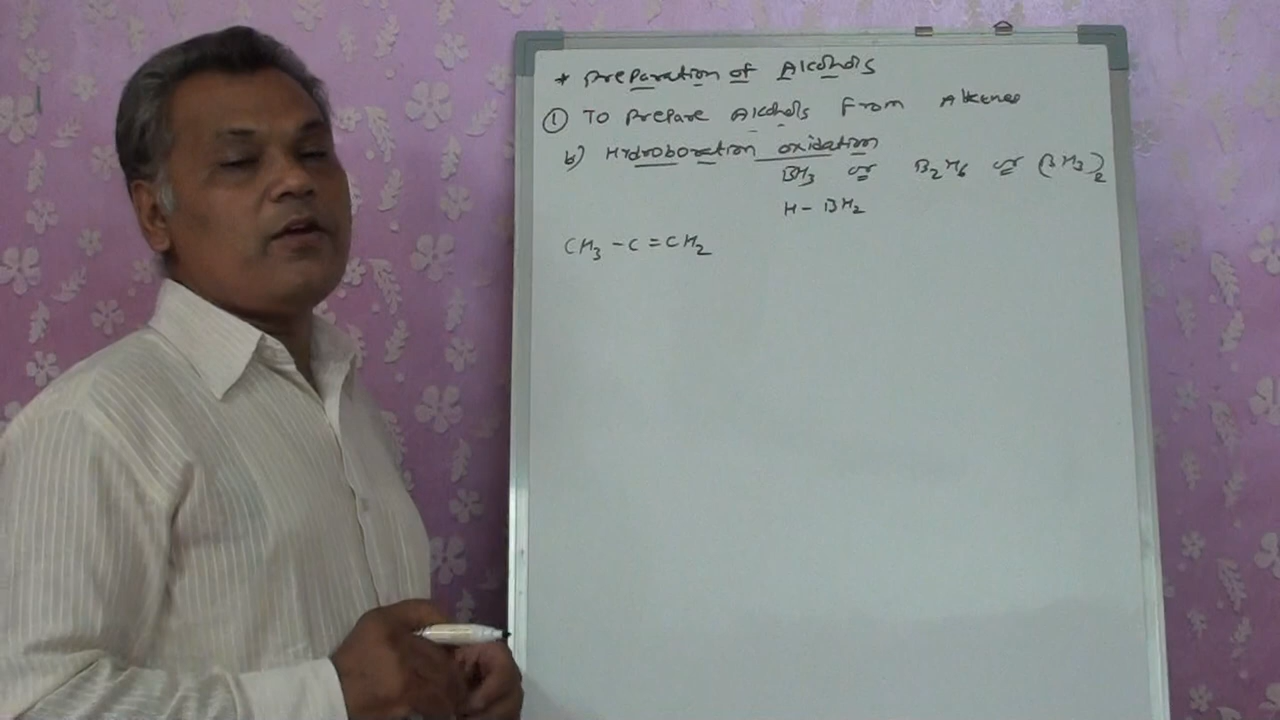 * Preparation of Alcohols
① To Prepare Alcohols From Alkenes
b) Hydroboration oxidation
BH₃ or B₂H₆ or (BH₃)₂
H - BH₂
CH₃ - C = CH₂